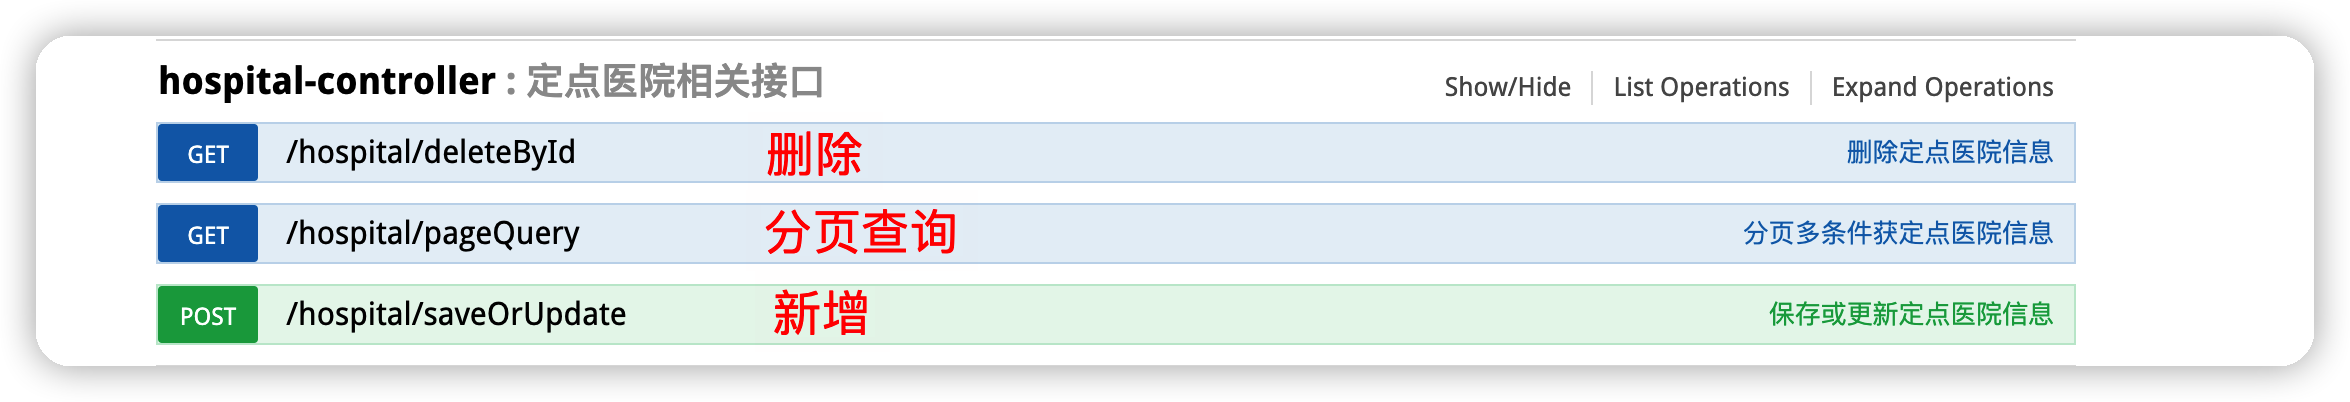 hospital-controller : 定点医院相关接口 Show/Hide List Operations Expand Operations
GET /hospital/deleteById 删除 删除定点医院信息
GET /hospital/pageQuery 分页查询 分页多条件获定点医院信息
POST /hospital/saveOrUpdate 新增 保存或更新定点医院信息